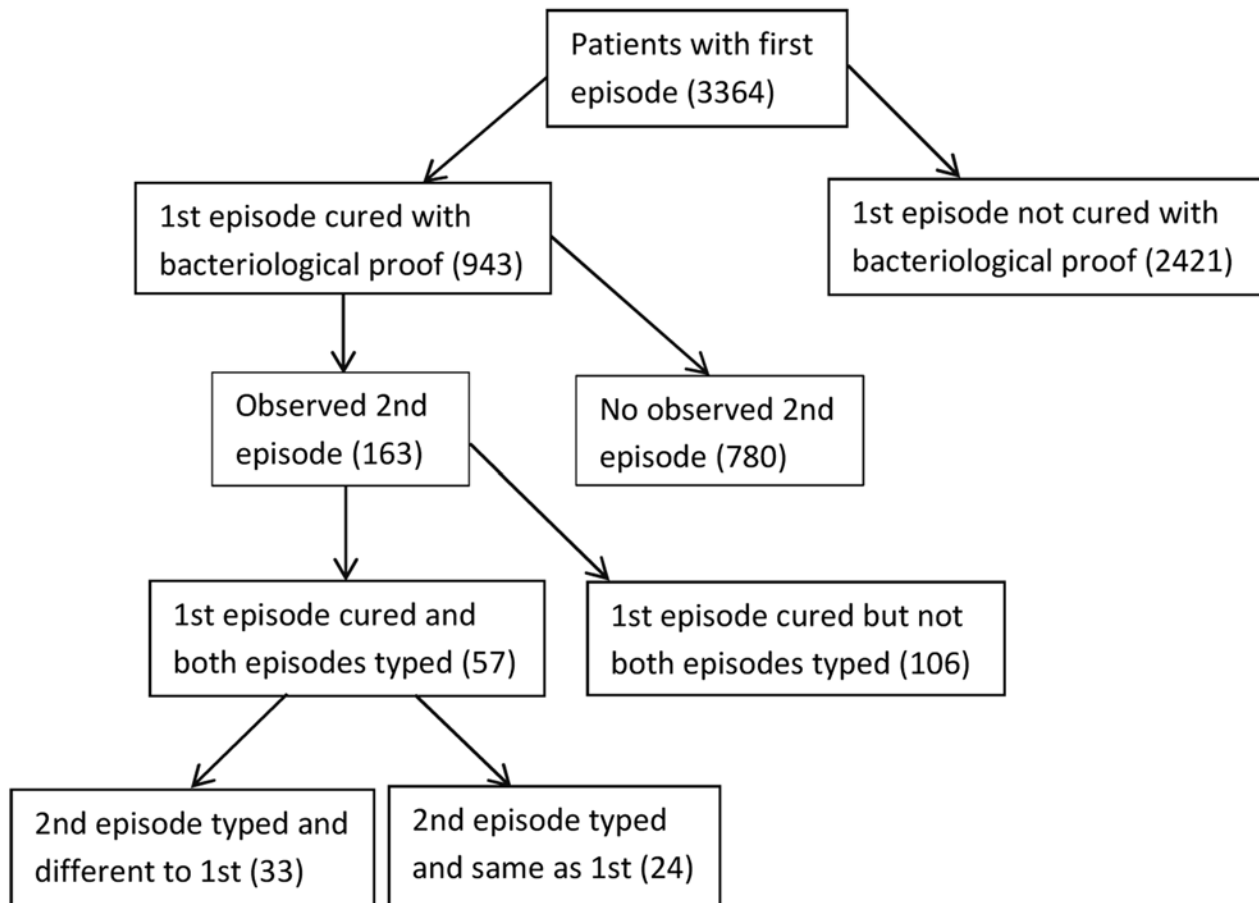 Patients with first
episode (3364)
1st episode cured with
bacteriological proof (943)
1st episode not cured with
bacteriological proof (2421)
Observed 2nd
episode (163)
No observed 2nd
episode (780)
1st episode cured and
both episodes typed (57)
1st episode cured but not
both episodes typed (106)
2nd episode typed and
different to 1st (33)
2nd episode typed
and same as 1st (24)